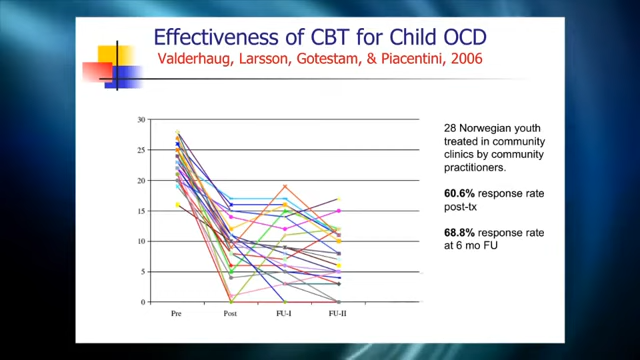 Effectiveness of CBT for Child OCD
Valderhaug, Larsson, Gotestam, & Piacentini, 2006
30
25
20
15
10
5
0
Pre
Post
FU-I
FU-II
28 Norwegian youth
treated in community
clinics by community
practitioners.
60.6% response rate
post-tx
68.8% response rate
at 6 mo FU